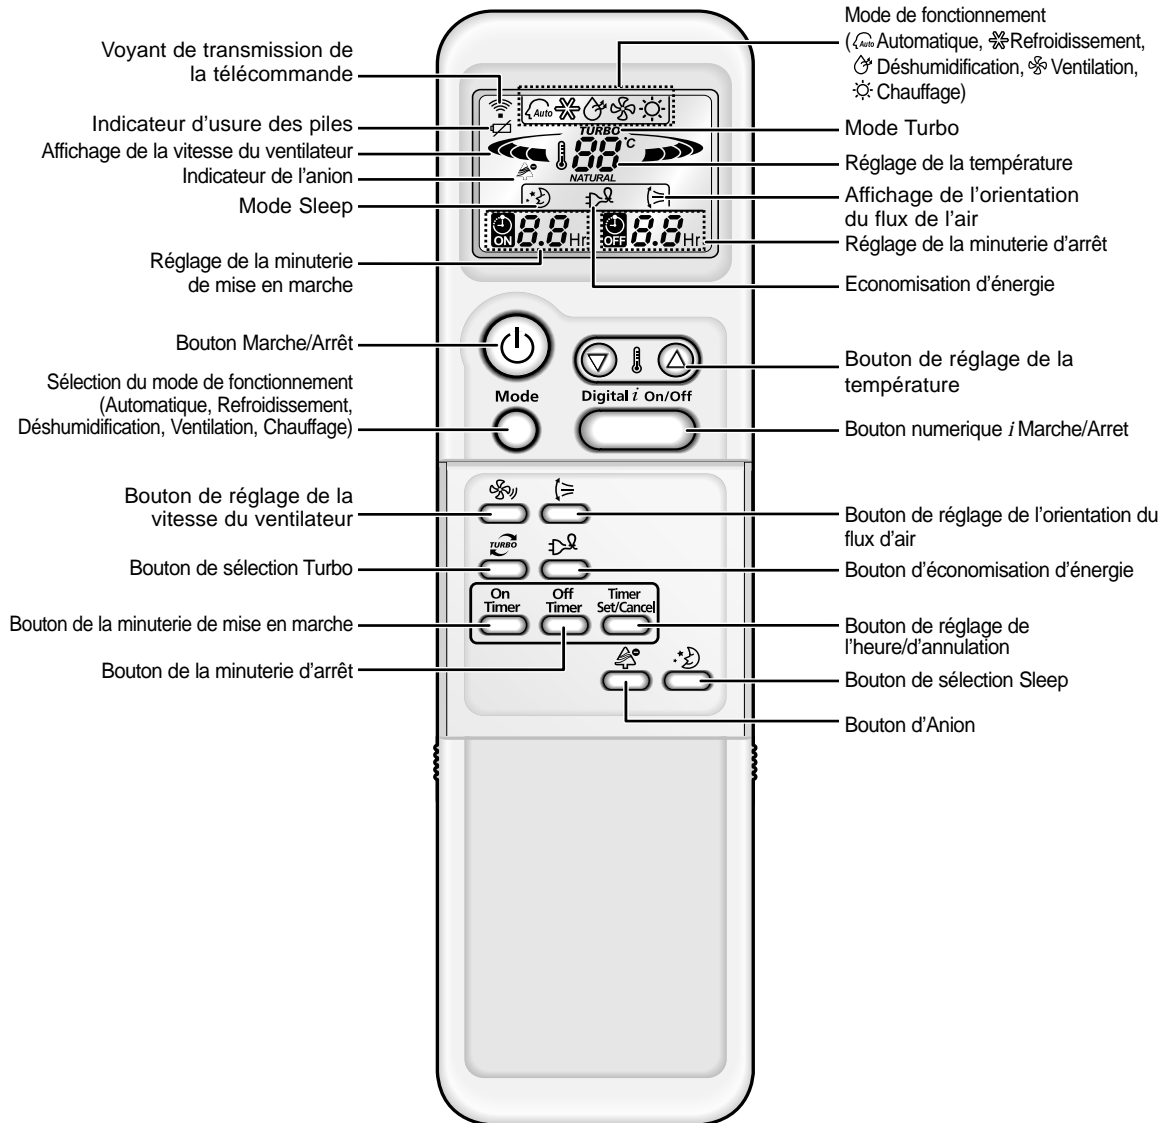 Voyant de transmission de
la télécommande
Indicateur d'usure des piles
Affichage de la vitesse du ventilateur
Indicateur de l'anion
Mode Sleep
Réglage de la minuterie
de mise en marche
Bouton Marche/Arrêt
Sélection du mode de fonctionnement
(Automatique, Refroidissement,
Déshumidification, Ventilation, Chauffage)
Bouton de réglage de la
vitesse du ventilateur
Bouton de sélection Turbo
Bouton de la minuterie de mise en marche
Bouton de la minuterie d'arrêt
Auto
TURBO
88°C
NATURAL
ON 8.8Hr
OFF 8.8Hr
Mode
Digital i On/Off
TURBO
On
Timer
Off
Timer
Timer
Set/Cancel
Mode de fonctionnement
(Auto Automatique, Refroidissement,
Déshumidification, Ventilation,
Chauffage)
Mode Turbo
Réglage de la température
Affichage de l'orientation
du flux de l'air
Réglage de la minuterie d'arrêt
Economisation d'énergie
Bouton de réglage de la
température
Bouton numerique i Marche/Arret
Bouton de réglage de l'orientation du
flux d'air
Bouton d'économisation d'énergie
Bouton de réglage de
l'heure/d'annulation
Bouton de sélection Sleep
Bouton d'Anion